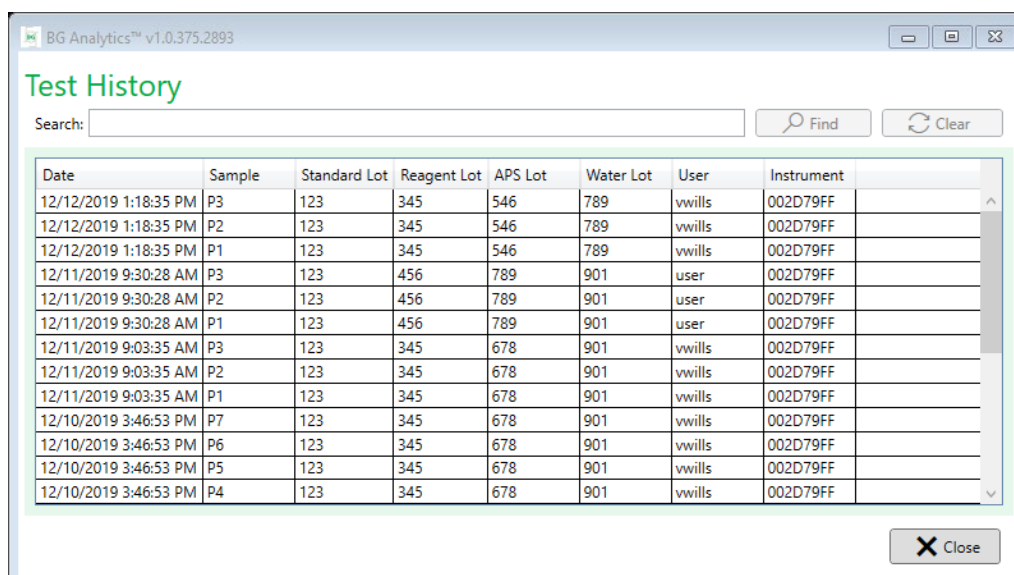 BG Analytics™ v1.0.375.2893
Test History
Search: Find Clear
Date Sample Standard Lot Reagent Lot APS Lot Water Lot User Instrument
12/12/2019 1:18:35 PM P3 123 345 546 789 vwills 002D79FF
12/12/2019 1:18:35 PM P2 123 345 546 789 vwills 002D79FF
12/12/2019 1:18:35 PM P1 123 345 546 789 vwills 002D79FF
12/11/2019 9:30:28 AM P3 123 456 789 901 user 002D79FF
12/11/2019 9:30:28 AM P2 123 456 789 901 user 002D79FF
12/11/2019 9:30:28 AM P1 123 456 789 901 user 002D79FF
12/11/2019 9:03:35 AM P3 123 345 678 901 vwills 002D79FF
12/11/2019 9:03:35 AM P2 123 345 678 901 vwills 002D79FF
12/11/2019 9:03:35 AM P1 123 345 678 901 vwills 002D79FF
12/10/2019 3:46:53 PM P7 123 345 678 901 vwills 002D79FF
12/10/2019 3:46:53 PM P6 123 345 678 901 vwills 002D79FF
12/10/2019 3:46:53 PM P5 123 345 678 901 vwills 002D79FF
12/10/2019 3:46:53 PM P4 123 345 678 901 vwills 002D79FF
Close